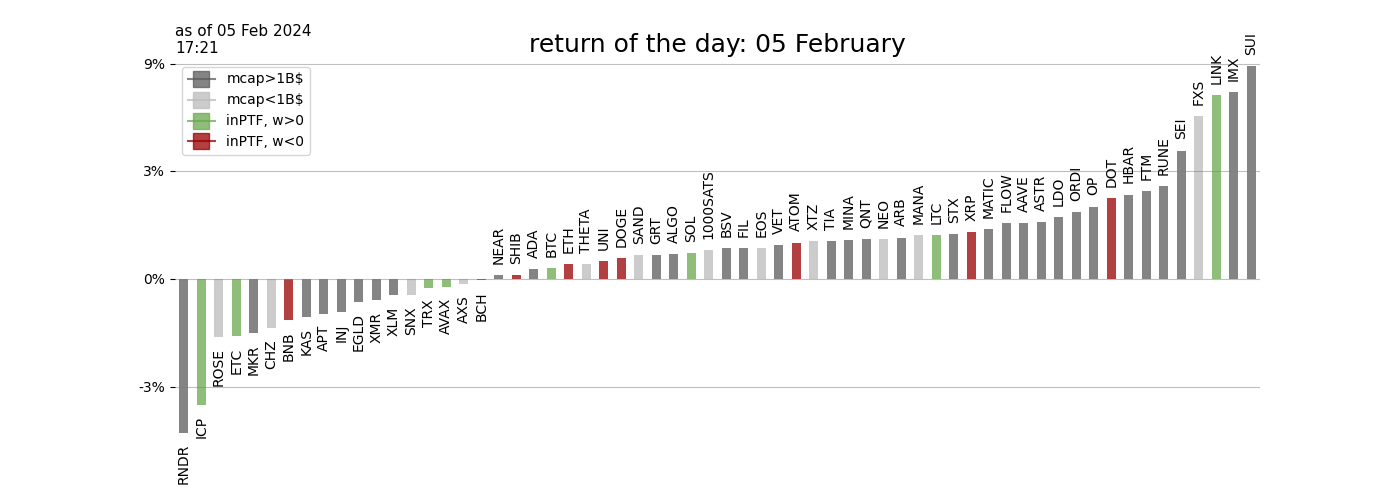 as of 05 Feb 2024
17:21
return of the day: 05 February
mcap>1B$
mcap<1B$
inPTF, w>0
inPTF, w<0
9%
3%
0%
-3%
RNDR
ICP
ROSE
ETC
MKR
CHZ
BNB
KAS
APT
INJ
EGLD
XMR
XLM
SNX
TRX
AVAX
AXS
BCH
NEAR
SHIB
ADA
BTC
ETH
THETA
UNI
DOGE
SAND
GRT
ALGO
SOL
1000SATS
BSV
FIL
EOS
VET
ATOM
XTZ
TIA
MINA
QNT
NEO
ARB
MANA
LTC
STX
XRP
MATIC
FLOW
AAVE
ASTR
LDO
ORDI
OP
DOT
HBAR
FTM
RUNE
SEI
FXS
LINK
IMX
SUI